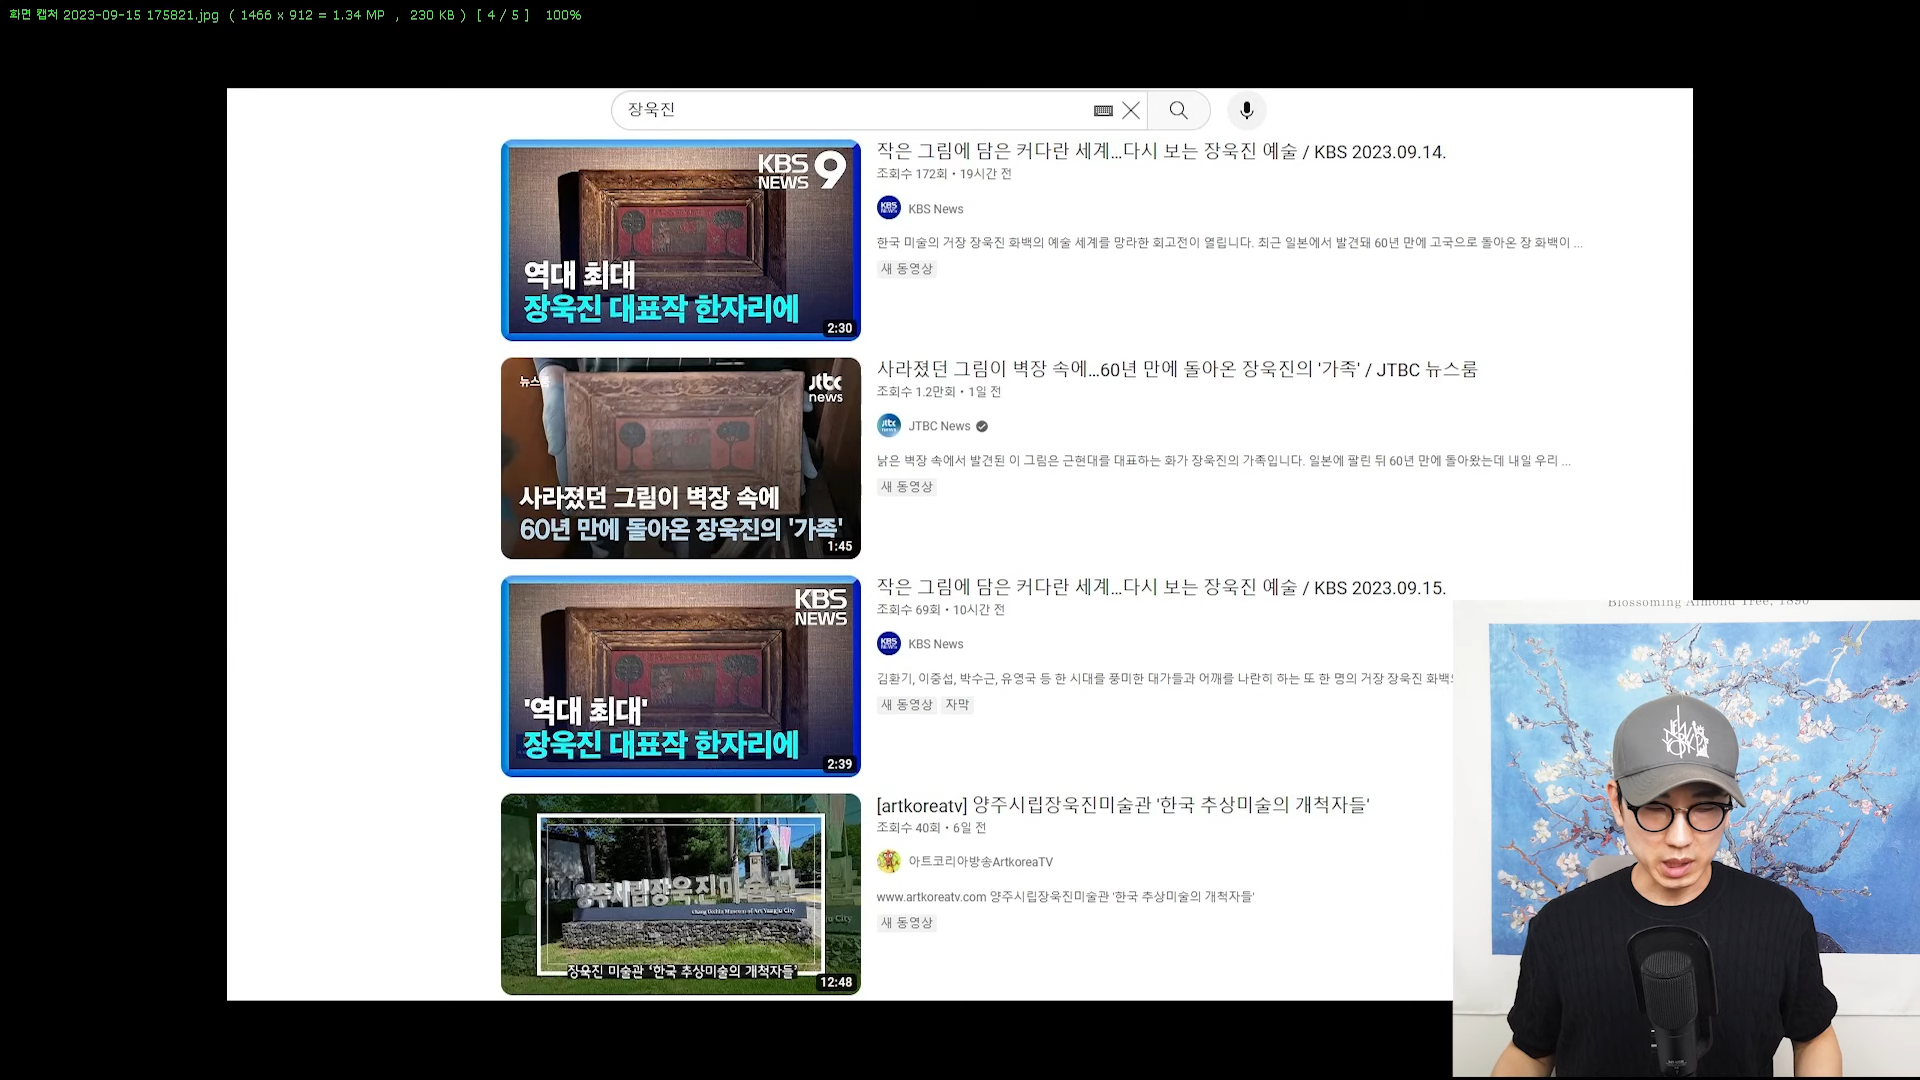 화면 캡처 2023-09-15 175821.jpg ( 1466 x 912 = 1.34 MP , 230 KB ) [ 4 / 5 ] 100%
장욱진
KBS 9
NEWS
역대 최대
장욱진 대표작 한자리에
2:30
작은 그림에 담은 커다란 세계...다시 보는 장욱진 예술 / KBS 2023.09.14.
조회수 172회 • 19시간 전
KBS NEWS
KBS News
한국 미술의 거장 장욱진 화백의 예술 세계를 망라한 회고전이 열립니다. 최근 일본에서 발견돼 60년 만에 고국으로 돌아온 장 화백이 ...
새 동영상
뉴스룸
jtbc
news
사라졌던 그림이 벽장 속에
60년 만에 돌아온 장욱진의 '가족'
1:45
사라졌던 그림이 벽장 속에...60년 만에 돌아온 장욱진의 '가족' / JTBC 뉴스룸
조회수 1.2만회 • 1일 전
jtbc news
JTBC News
낡은 벽장 속에서 발견된 이 그림은 근현대를 대표하는 화가 장욱진의 가족입니다. 일본에 팔린 뒤 60년 만에 돌아왔는데 내일 우리 ...
새 동영상
KBS
NEWS
'역대 최대'
장욱진 대표작 한자리에
2:39
작은 그림에 담은 커다란 세계...다시 보는 장욱진 예술 / KBS 2023.09.15.
조회수 69회 • 10시간 전
KBS NEWS
KBS News
김환기, 이중섭, 박수근, 유영국 등 한 시대를 풍미한 대가들과 어깨를 나란히 하는 또 한 명의 거장 장욱진 화백
새 동영상 자막
양주시립장욱진미술관
Chang Ucchin Museum of Art Yangju City
ju City
장욱진 미술관 '한국 추상미술의 개척자들'
12:48
[artkoreatv] 양주시립장욱진미술관 '한국 추상미술의 개척자들'
조회수 40회 • 6일 전
아트코리아방송ArtkoreaTV
www.artkoreatv.com 양주시립장욱진미술관 '한국 추상미술의 개척자들'
새 동영상
Blossoming Almond Tree, 1890